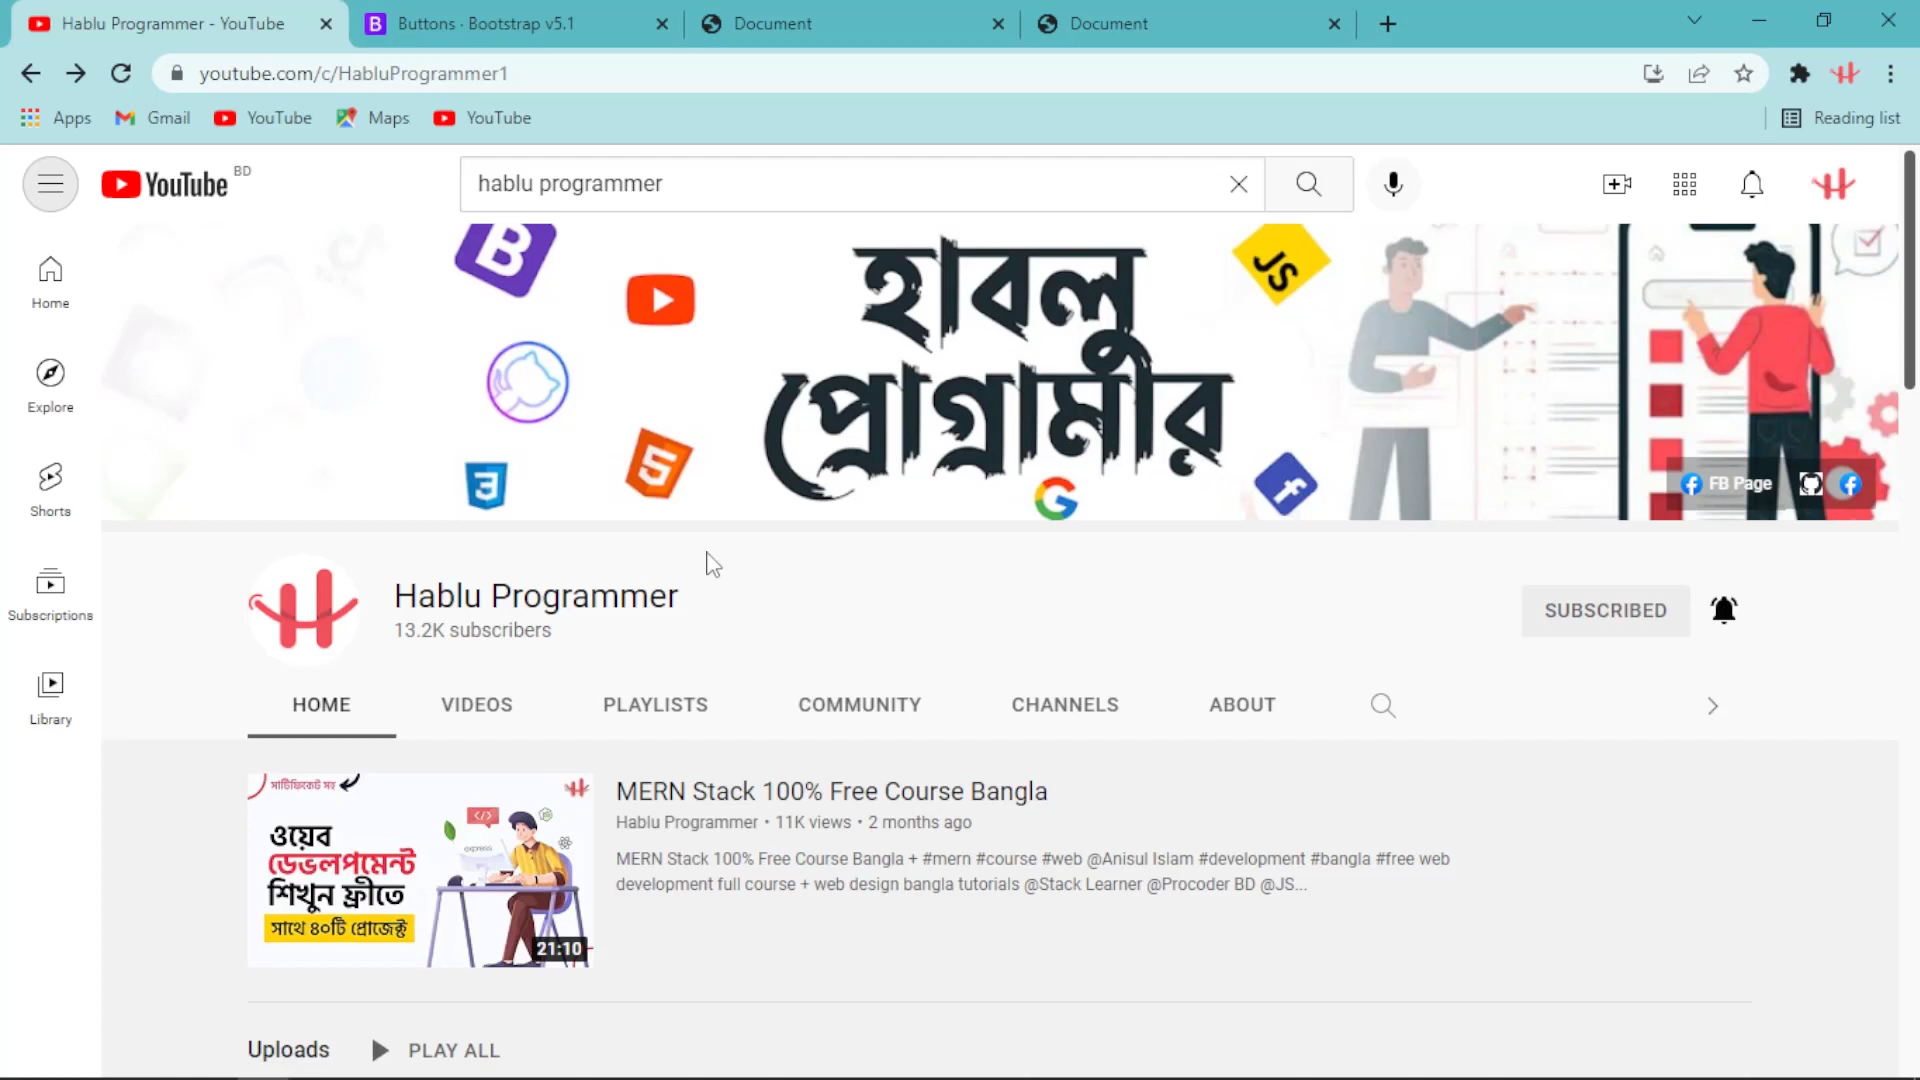 Hablu Programmer - YouTube
Buttons · Bootstrap v5.1
Document
Document
youtube.com/c/HabluProgrammer1
Apps
Gmail
YouTube
Maps
YouTube
Reading list
YouTube BD
hablu programmer
B
JS
হাবলু
প্রোগ্রামার
5
3
G
f
FB Page
Home
Explore
Shorts
Subscriptions
Library
Hablu Programmer
13.2K subscribers
SUBSCRIBED
HOME
VIDEOS
PLAYLISTS
COMMUNITY
CHANNELS
ABOUT
সার্টিফিকেট সহ
ওয়েব
ডেভলপমেন্ট
শিখুন ফ্রীতে
সাথে ৪০টি প্রোজেক্ট
</>
express
21:10
MERN Stack 100% Free Course Bangla
Hablu Programmer • 11K views • 2 months ago
MERN Stack 100% Free Course Bangla + #mern #course #web @Anisul Islam #development #bangla #free web
development full course + web design bangla tutorials @Stack Learner @Procoder BD @JS...
Uploads
PLAY ALL